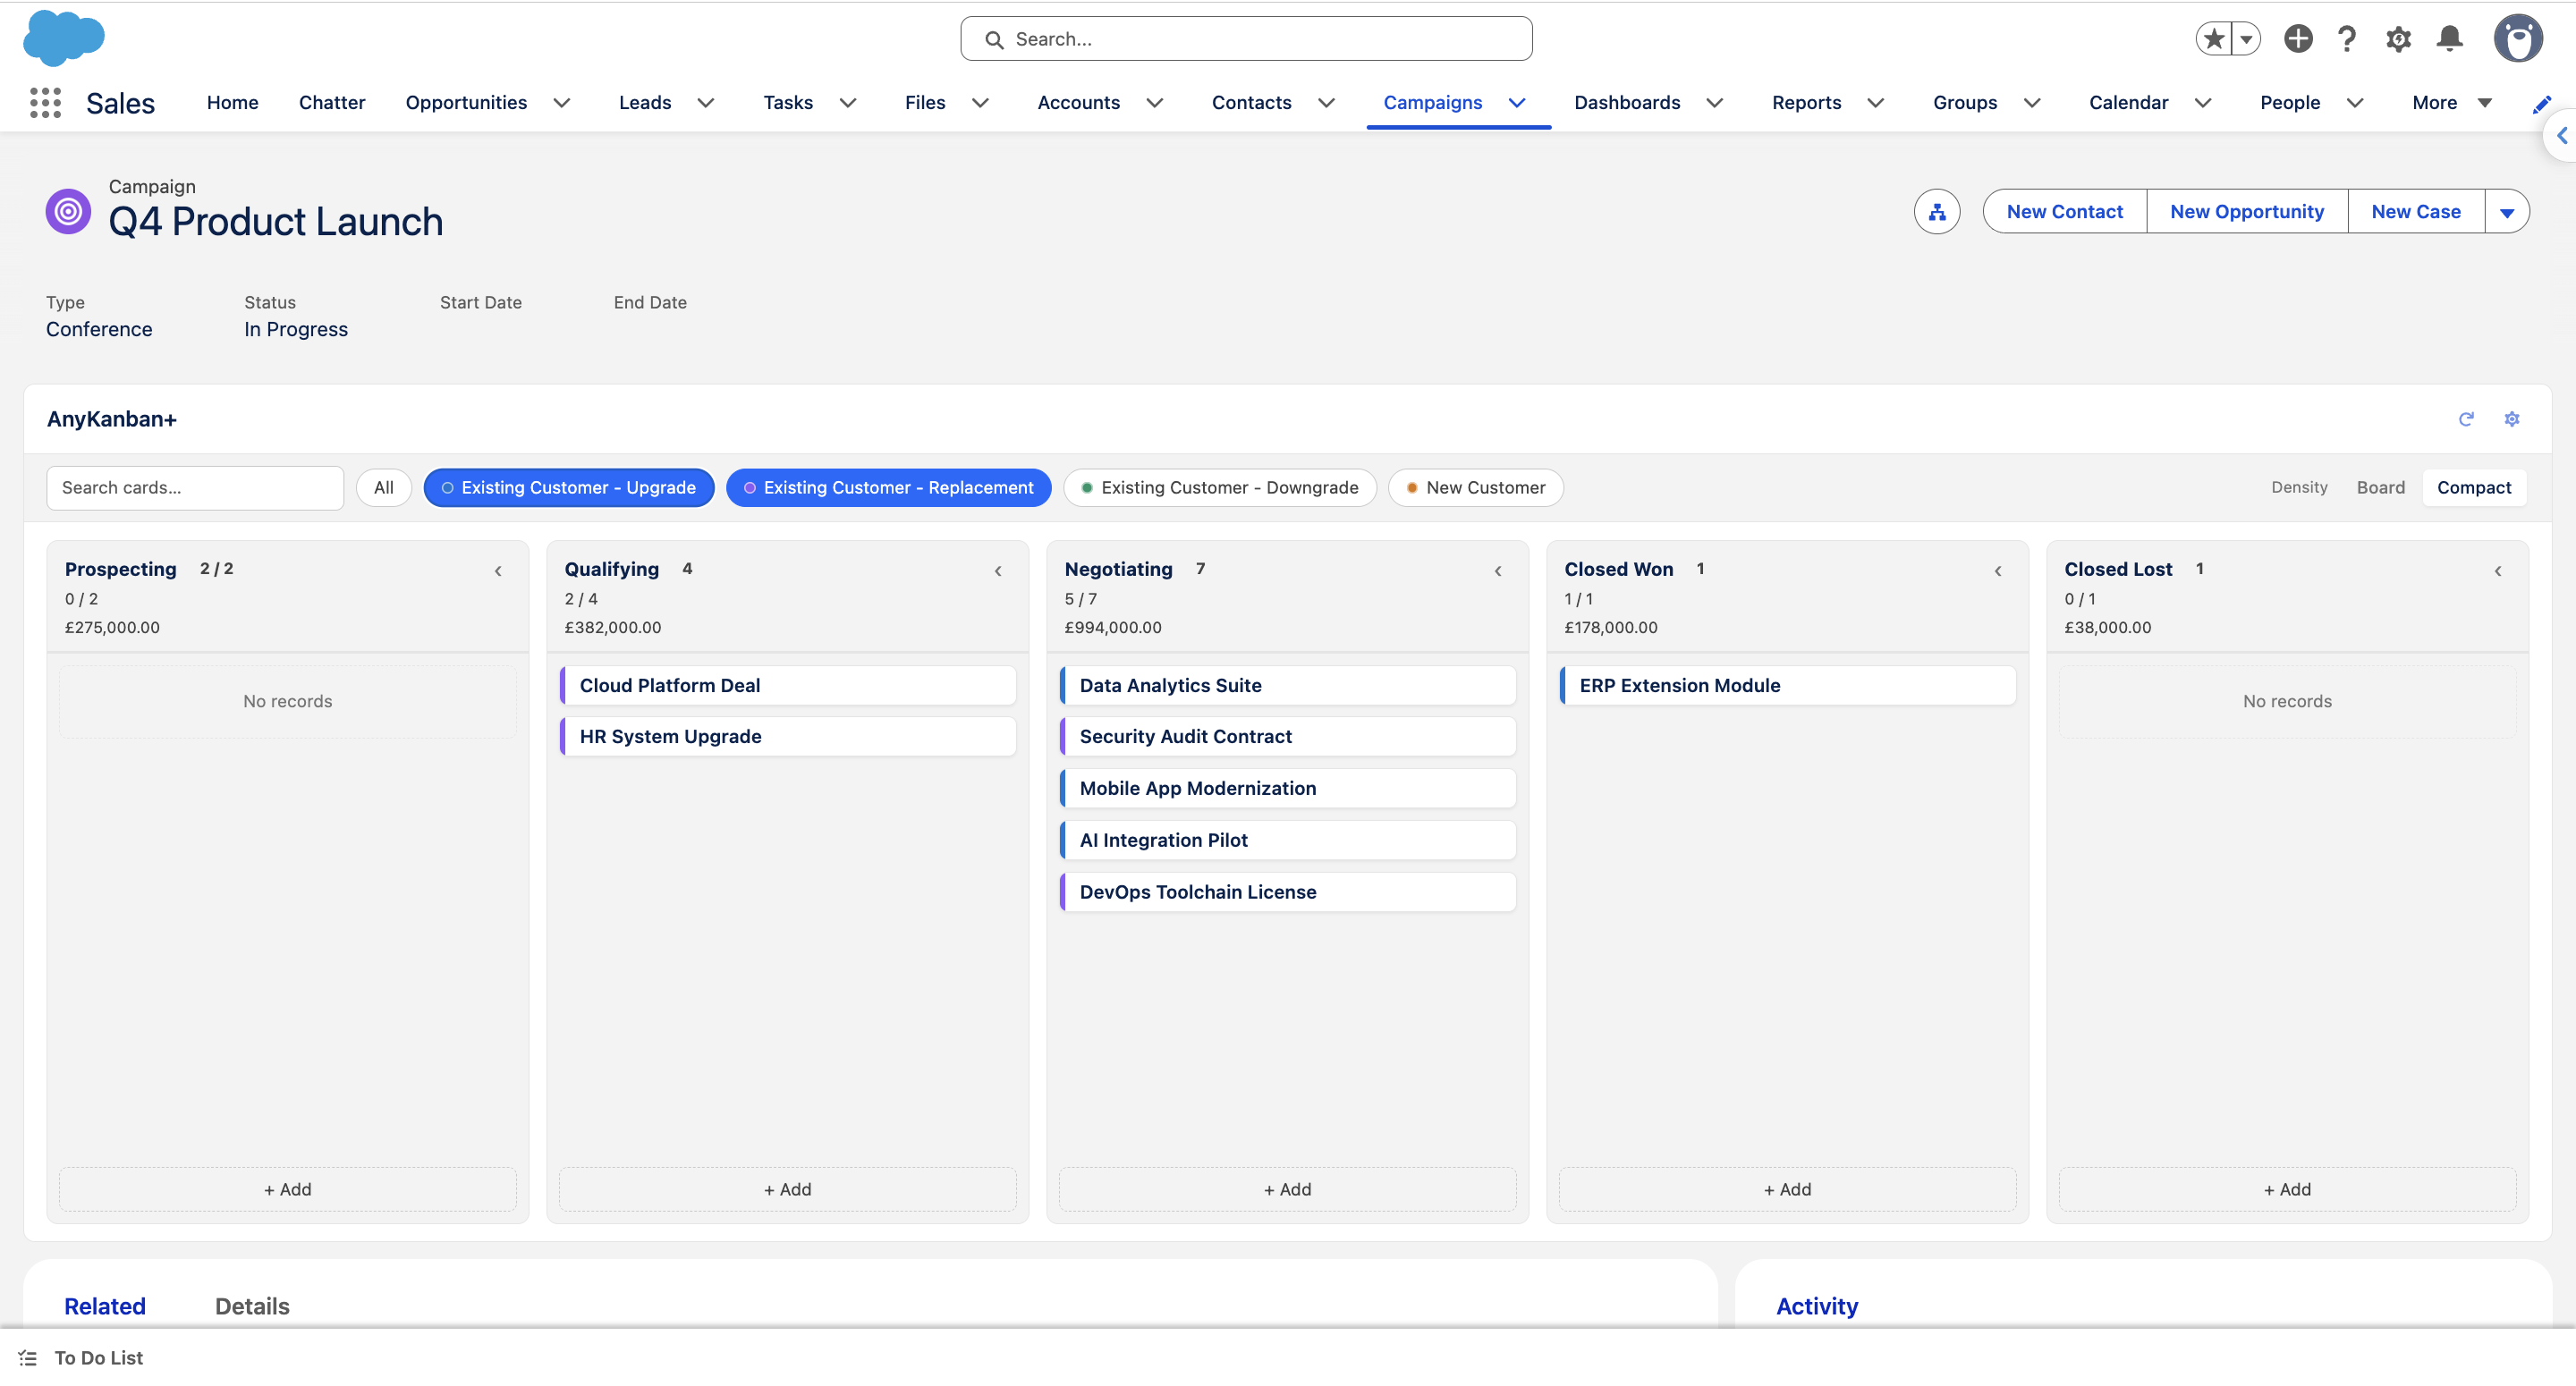 Search...
Sales Home Chatter Opportunities Leads Tasks Files Accounts Contacts Campaigns Dashboards Reports Groups Calendar People More
Campaign
Q4 Product Launch
New Contact New Opportunity New Case
Type Status Start Date End Date
Conference In Progress
AnyKanban+
Search cards... All Existing Customer - Upgrade Existing Customer - Replacement Existing Customer - Downgrade New Customer Density Board Compact
Prospecting 2 / 2
0 / 2
£275,000.00
No records
+ Add
Qualifying 4
2 / 4
£382,000.00
Cloud Platform Deal
HR System Upgrade
+ Add
Negotiating 7
5 / 7
£994,000.00
Data Analytics Suite
Security Audit Contract
Mobile App Modernization
AI Integration Pilot
DevOps Toolchain License
+ Add
Closed Won 1
1 / 1
£178,000.00
ERP Extension Module
+ Add
Closed Lost 1
0 / 1
£38,000.00
No records
+ Add
Related Details
Activity
To Do List